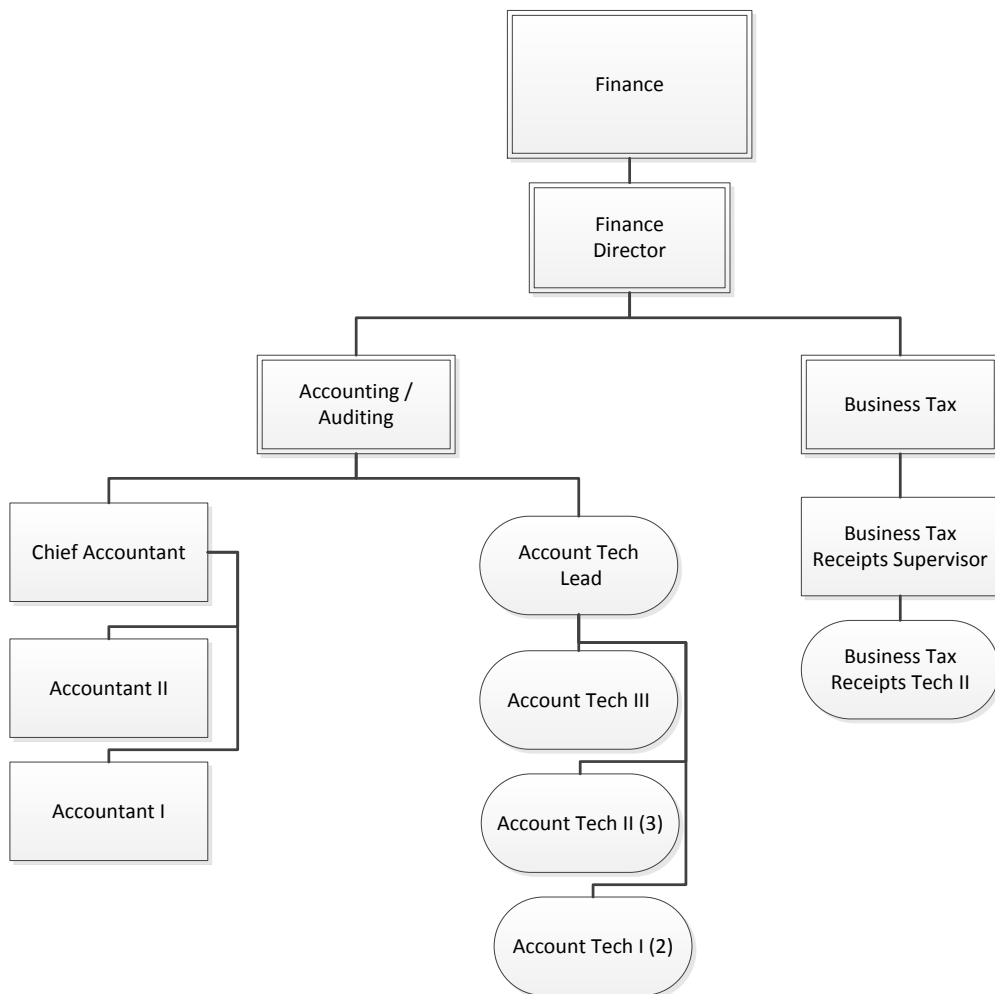 Finance
Finance
Director
Accounting /
Auditing
Business Tax
Chief Accountant
Account Tech
Lead
Business Tax
Receipts Supervisor
Accountant II
Account Tech III
Business Tax
Receipts Tech II
Accountant I
Account Tech II (3)
Account Tech I (2)